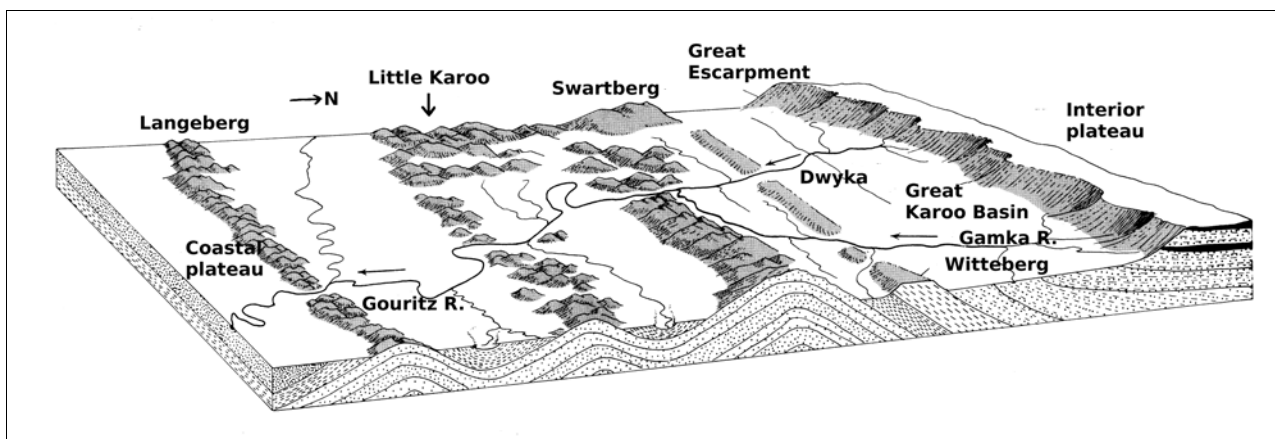 Great
Escarpment
Little Karoo
Swartberg
N
Langeberg
Interior
plateau
Dwyka
Great
Karoo Basin
Gamka R.
Coastal
plateau
Witteberg
Gouritz R.